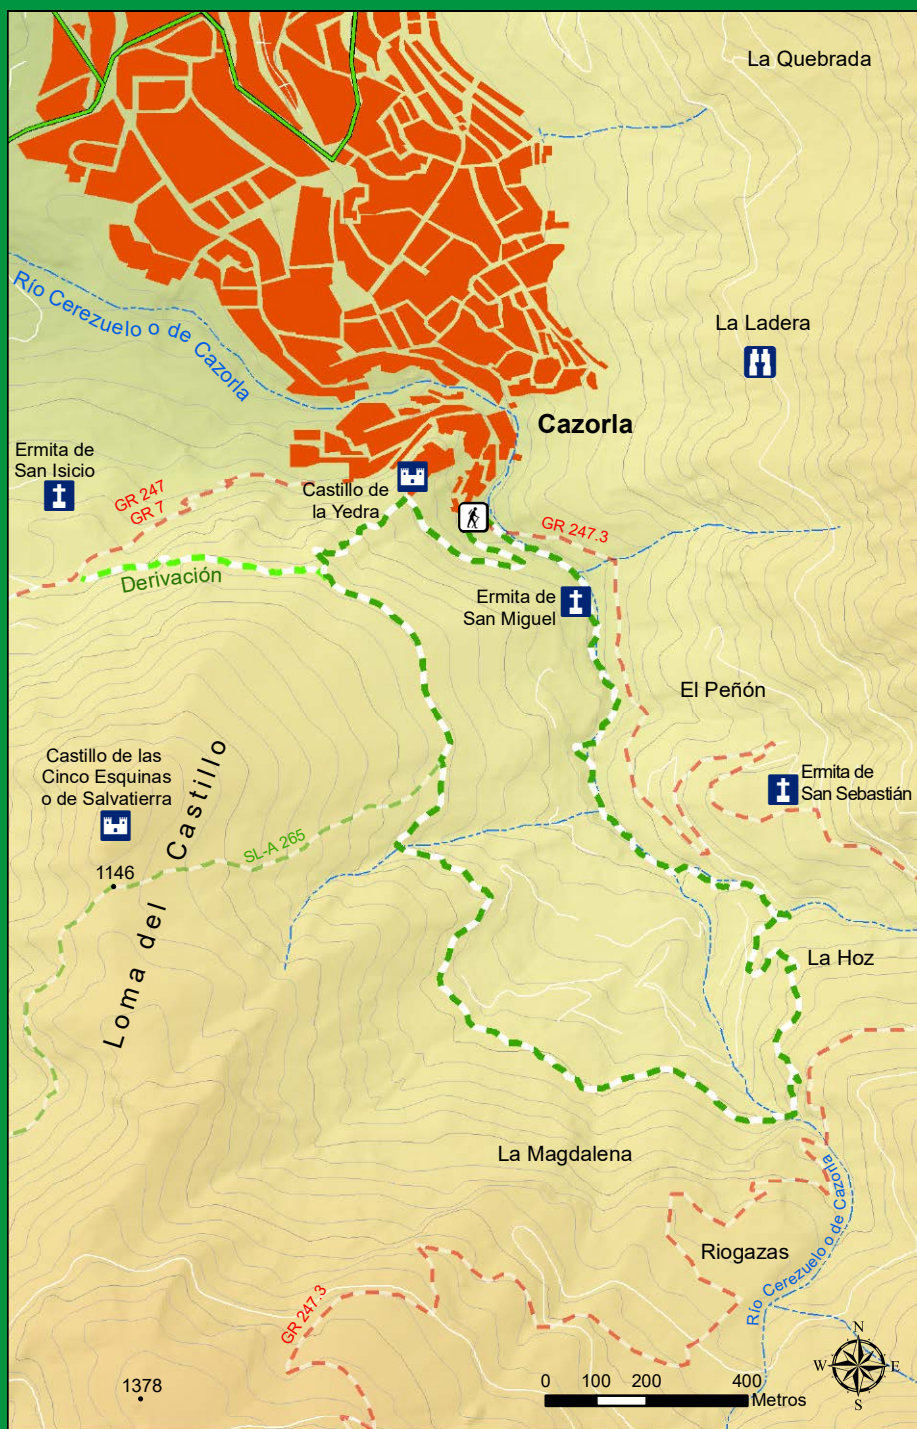 La Quebrada
Río Cerezuelo o de Cazorla
La Ladera
Cazorla
Ermita de
San Isicio
GR 247
GR 7
Castillo de
la Yedra
GR 247.3
Derivación
Ermita de
San Miguel
El Peñón
Castillo de las
Cinco Esquinas
o de Salvatierra
Ermita de
San Sebastián
SL-A 265
1146
Loma del Castillo
La Hoz
La Magdalena
Río Cerezuelo o de Cazorla
Riogazas
GR 247.3
1378
0 100 200 400
Metros
N
W E
S